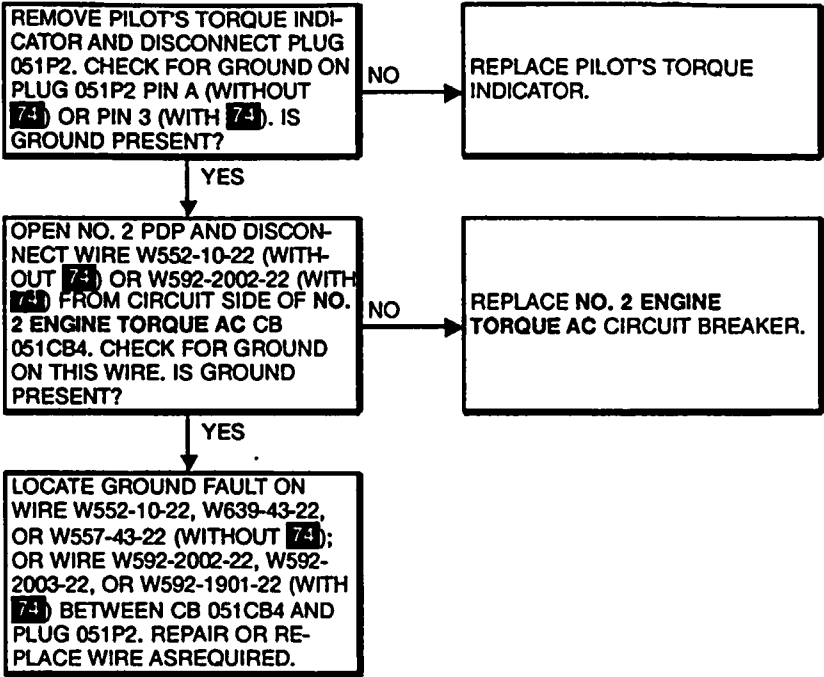 REMOVE PILOT'S TORQUE INDI-
CATOR AND DISCONNECT PLUG
051P2. CHECK FOR GROUND ON
PLUG 051P2 PIN A (WITHOUT
74) OR PIN 3 (WITH 74). IS
GROUND PRESENT?
NO
REPLACE PILOT'S TORQUE
INDICATOR.
YES
OPEN NO. 2 PDP AND DISCON-
NECT WIRE W552-10-22 (WITH-
OUT 74) OR W592-2002-22 (WITH
74) FROM CIRCUIT SIDE OF NO.
2 ENGINE TORQUE AC CB
051CB4. CHECK FOR GROUND
ON THIS WIRE. IS GROUND
PRESENT?
NO
REPLACE NO. 2 ENGINE
TORQUE AC CIRCUIT BREAKER.
YES
LOCATE GROUND FAULT ON
WIRE W552-10-22, W639-43-22,
OR W557-43-22 (WITHOUT 74);
OR WIRE W592-2002-22, W592-
2003-22, OR W592-1901-22 (WITH
74) BETWEEN CB 051CB4 AND
PLUG 051P2. REPAIR OR RE-
PLACE WIRE ASREQUIRED.